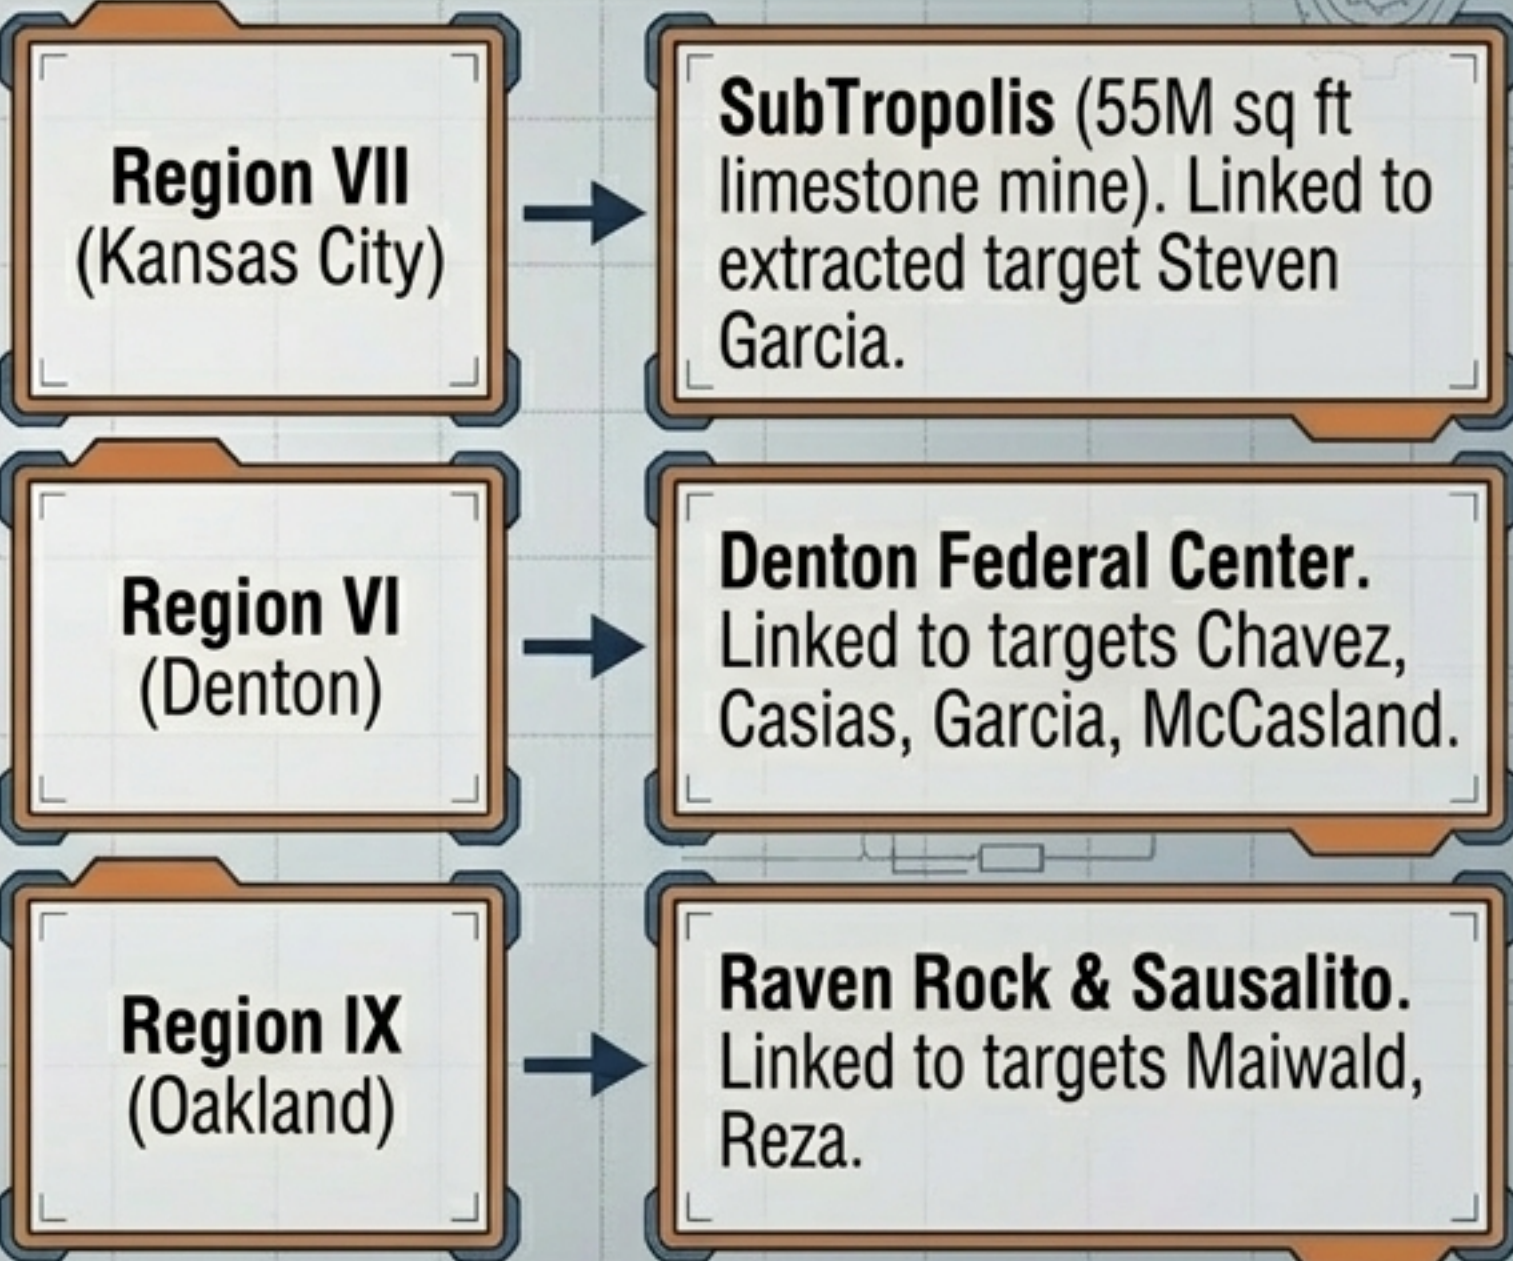 Region VII
(Kansas City)
SubTropolis (55M sq ft
limestone mine). Linked to
extracted target Steven
Garcia.
Region VI
(Denton)
Denton Federal Center.
Linked to targets Chavez,
Casias, Garcia, McCasland.
Region IX
(Oakland)
Raven Rock & Sausalito.
Linked to targets Maiwald,
Reza.